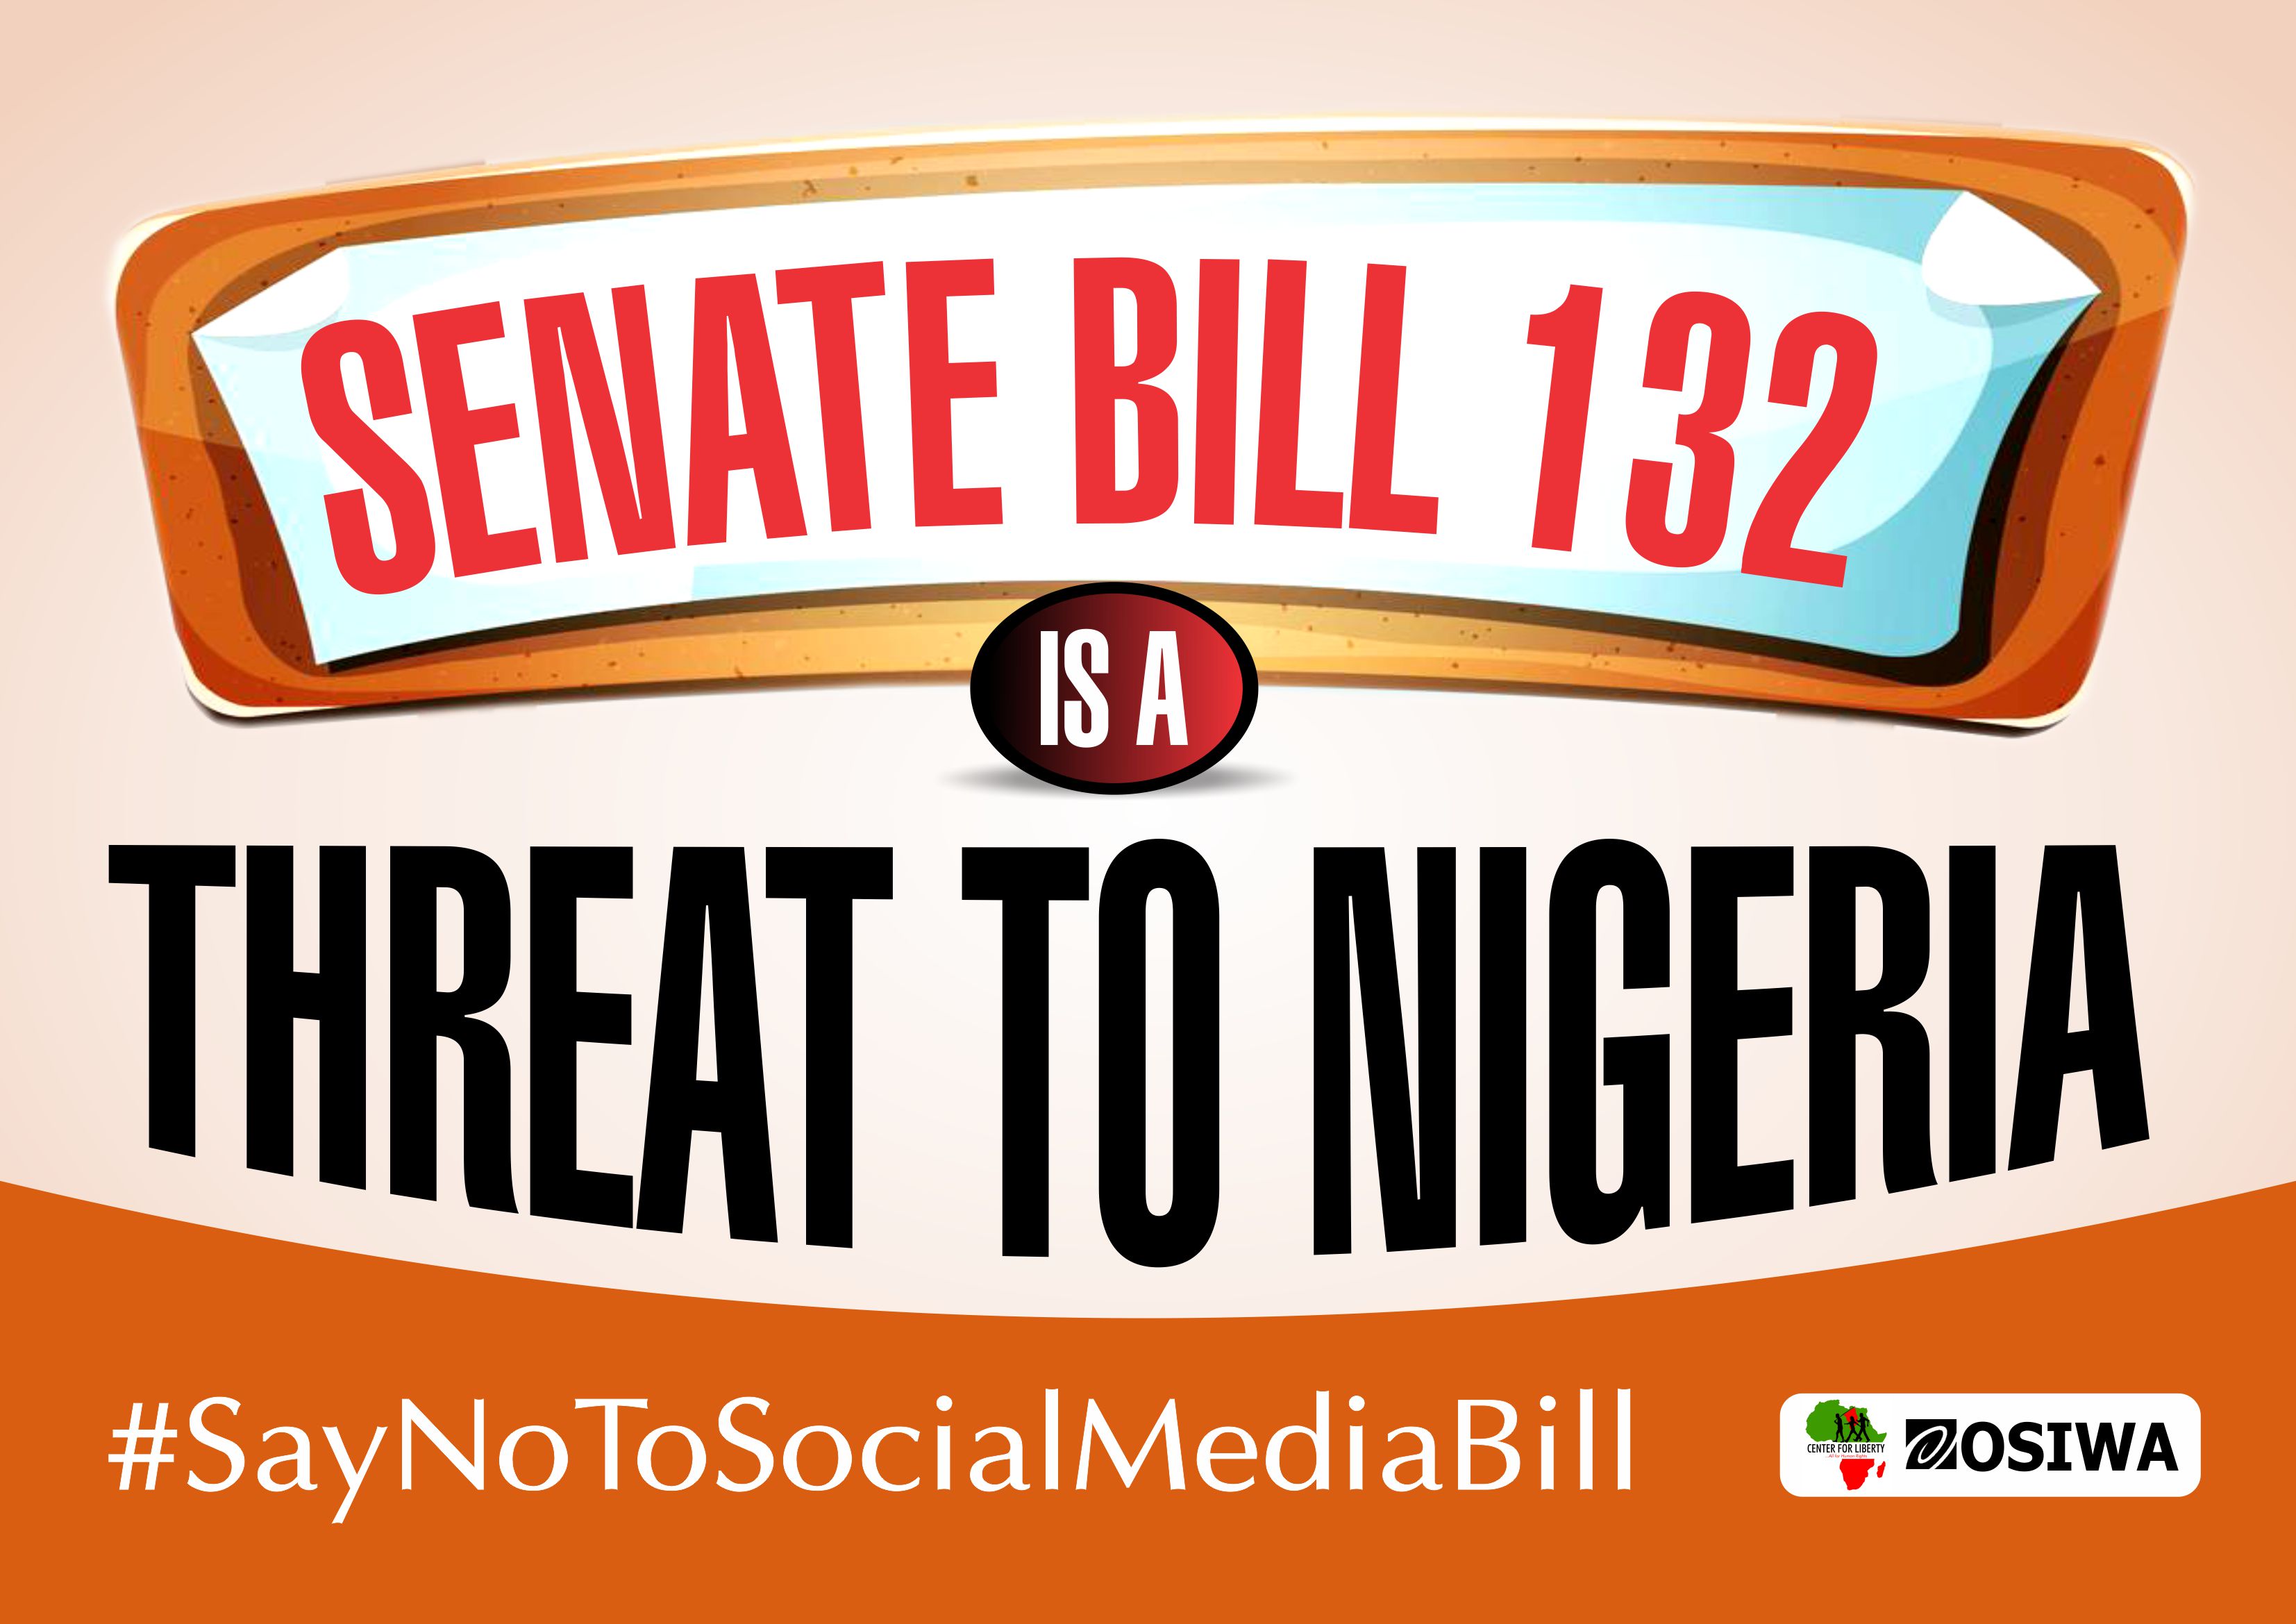 SENATE BILL 132
IS A
THREAT TO NIGERIA
#SayNoToSocialMediaBill
CENTER FOR LIBERTY
OSIWA